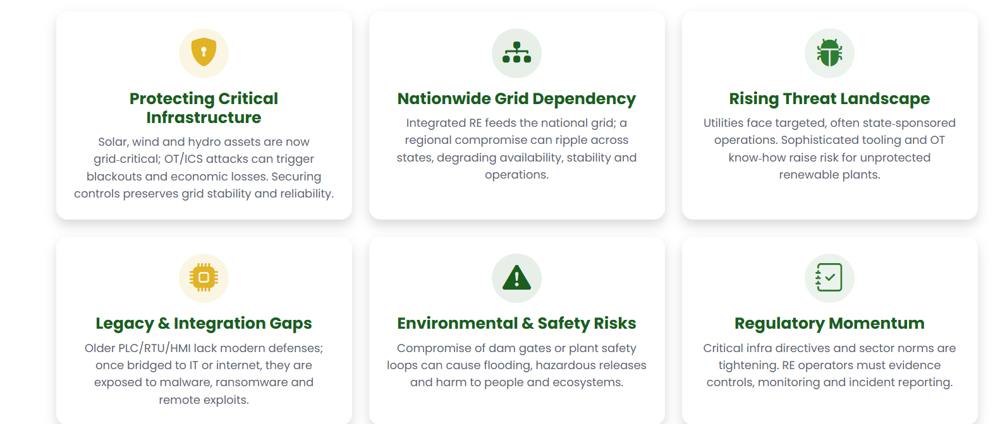 Protecting Critical
Infrastructure
Solar, wind and hydro assets are now
grid-critical; OT/ICS attacks can trigger
blackouts and economic losses. Securing
controls preserves grid stability and reliability.
Nationwide Grid Dependency
Integrated RE feeds the national grid; a
regional compromise can ripple across
states, degrading availability, stability and
operations.
Rising Threat Landscape
Utilities face targeted, often state-sponsored
operations. Sophisticated tooling and OT
know-how raise risk for unprotected
renewable plants.
Legacy & Integration Gaps
Older PLC/RTU/HMI lack modern defenses;
once bridged to IT or internet, they are
exposed to malware, ransomware and
remote exploits.
Environmental & Safety Risks
Compromise of dam gates or plant safety
loops can cause flooding, hazardous releases
and harm to people and ecosystems.
Regulatory Momentum
Critical infra directives and sector norms are
tightening. RE operators must evidence
controls, monitoring and incident reporting.